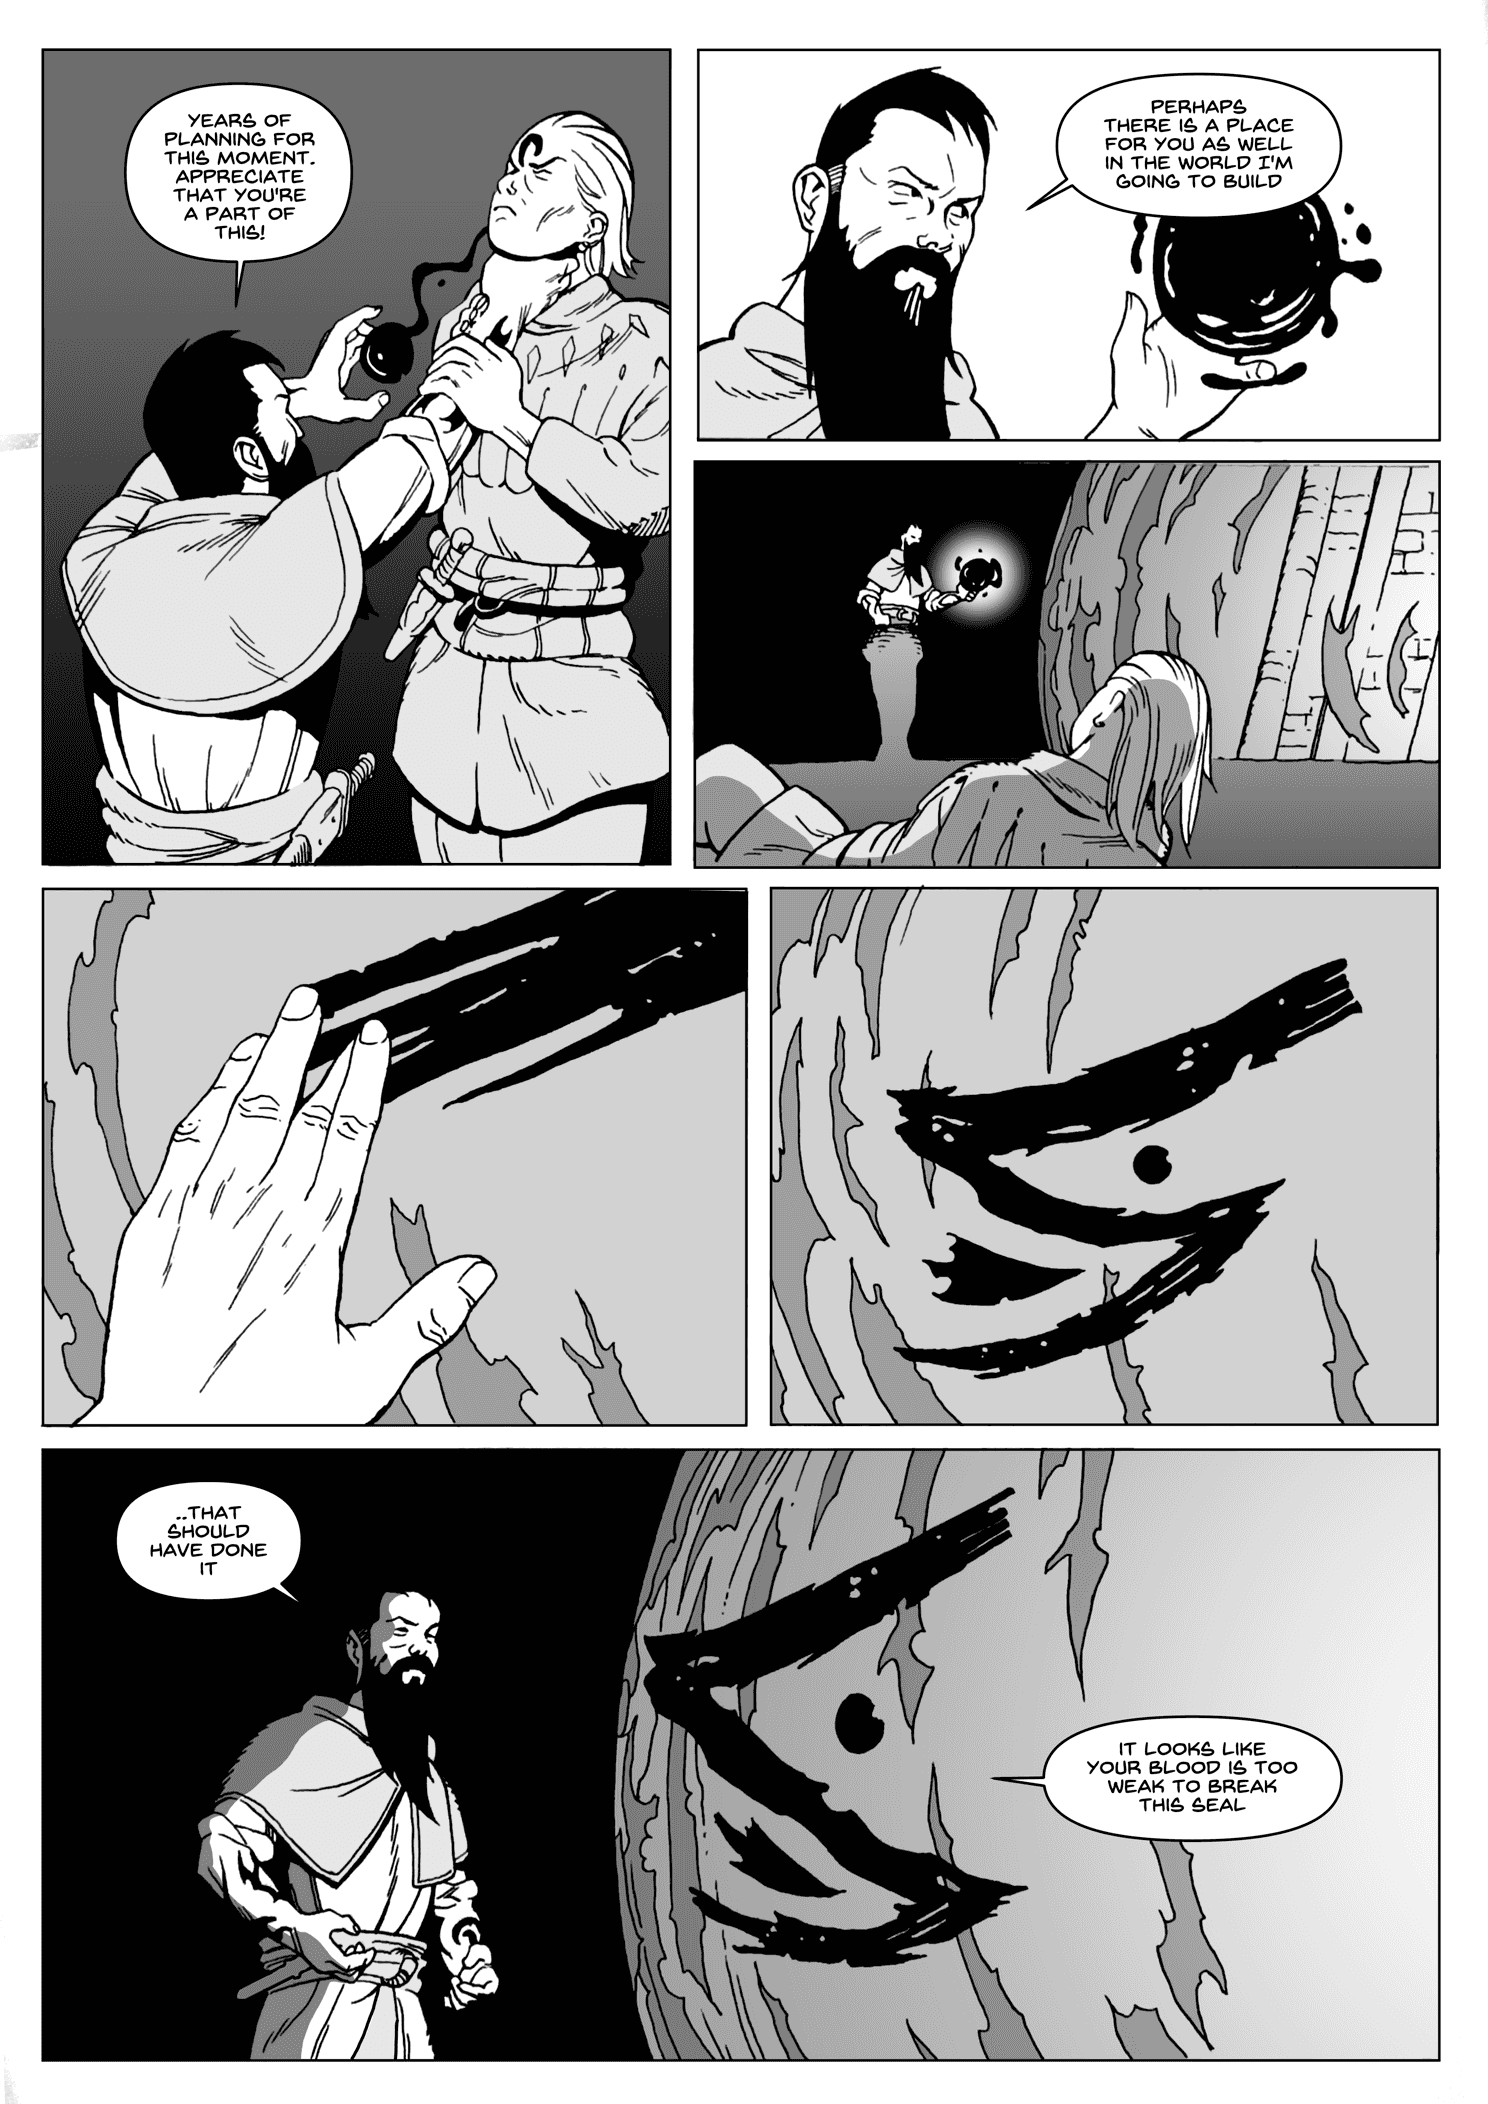 YEARS OF
PLANNING FOR
THIS MOMENT.
APPRECIATE
THAT YOU'RE
A PART OF
THIS!
PERHAPS
THERE IS A PLACE
FOR YOU AS WELL
IN THE WORLD I'M
GOING TO BUILD
..THAT
SHOULD
HAVE DONE
IT
IT LOOKS LIKE
YOUR BLOOD IS TOO
WEAK TO BREAK
THIS SEAL